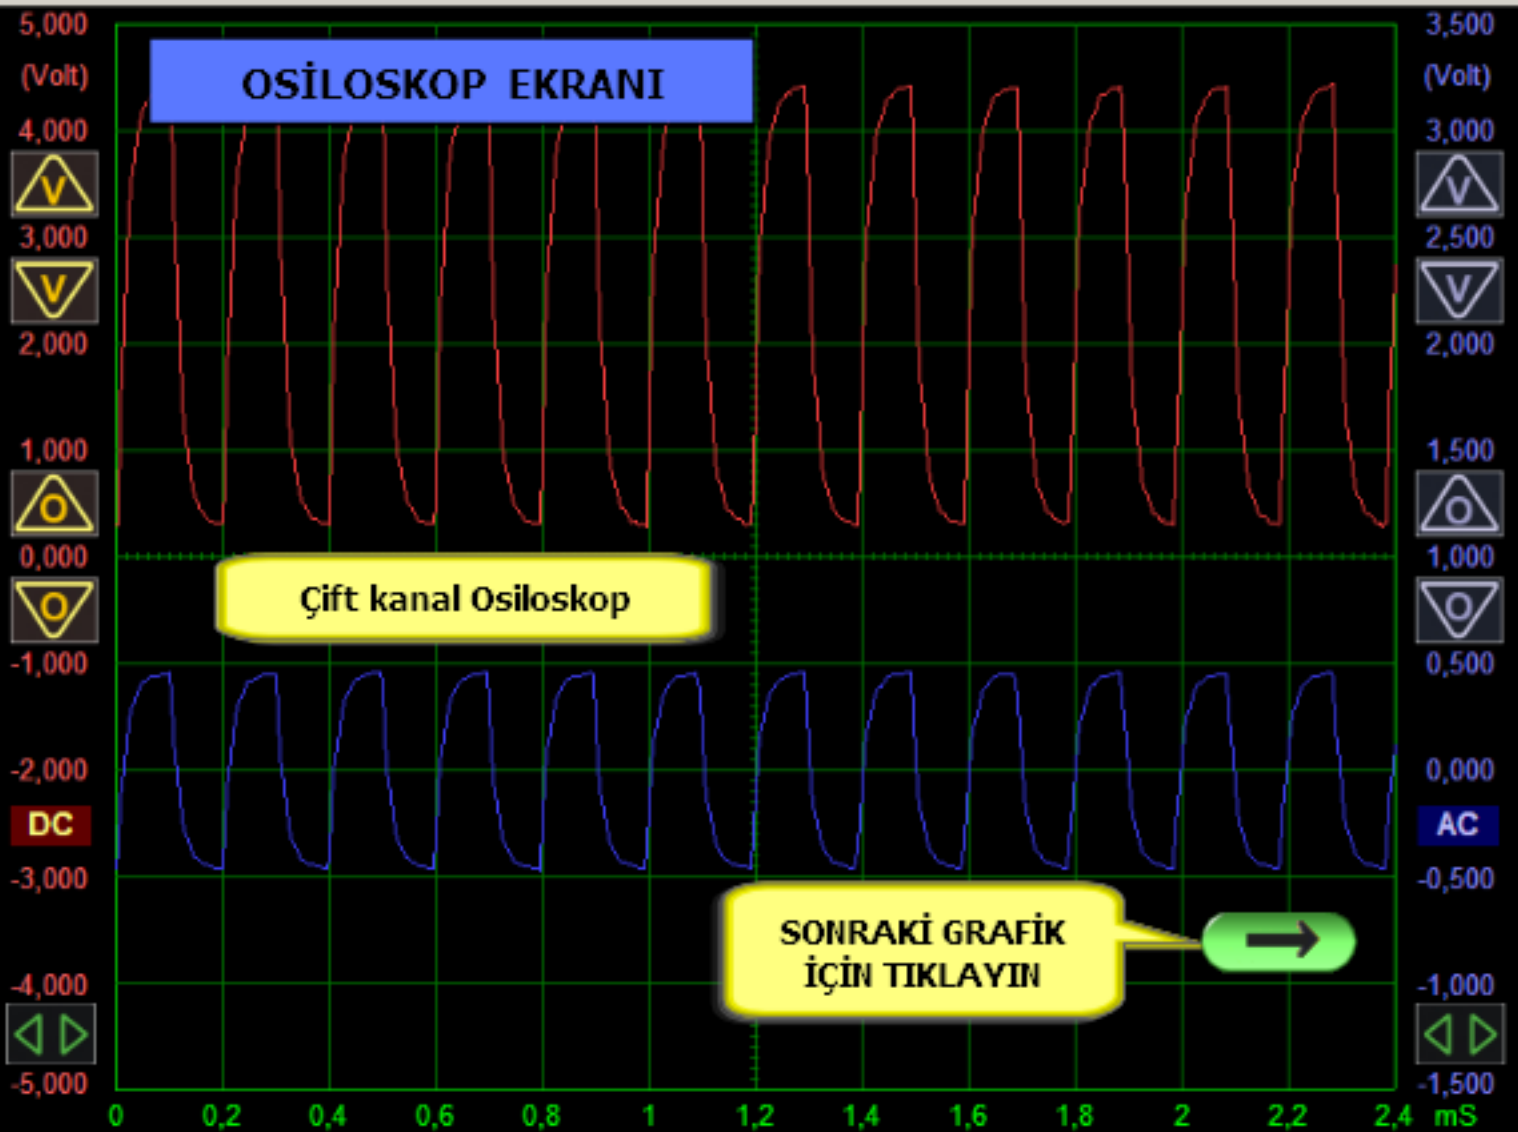 5,000
(Volt)
4,000
V
3,000
V
2,000
1,000
O
0,000
O
-1,000
-2,000
DC
-3,000
-4,000
-5,000
OSİLOSKOP EKRANI
Çift kanal Osiloskop
SONRAKİ GRAFİK
İÇİN TIKLAYIN
3,500
(Volt)
3,000
V
2,500
V
2,000
1,500
O
1,000
O
0,500
0,000
AC
-0,500
-1,000
-1,500
0 0,2 0,4 0,6 0,8 1 1,2 1,4 1,6 1,8 2 2,2 2,4 mS